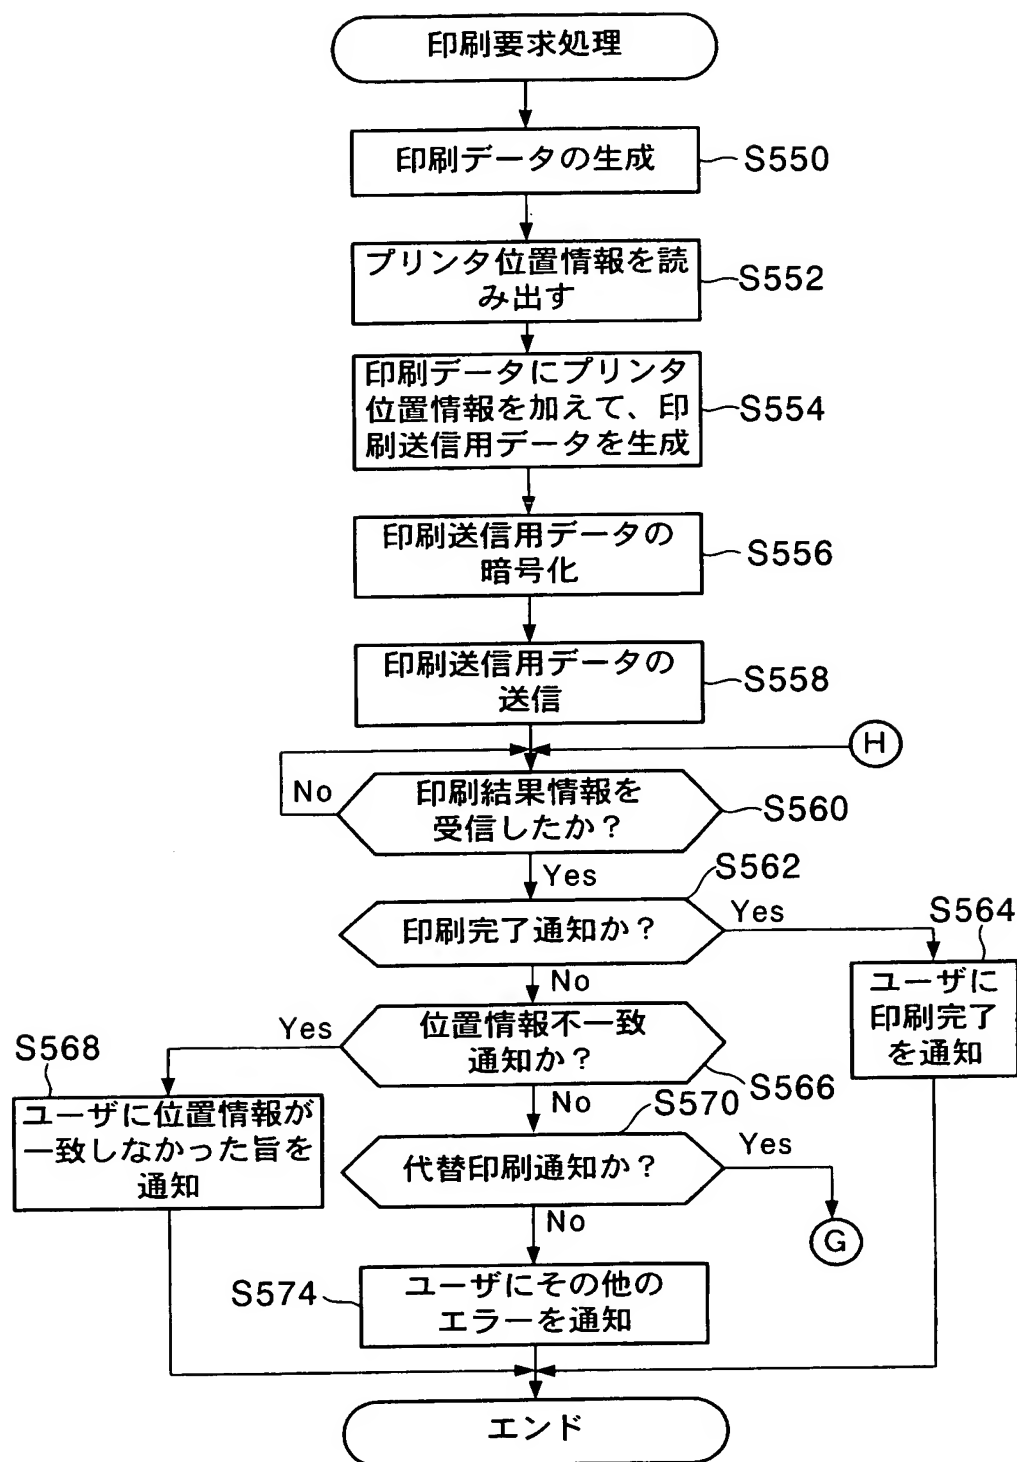 印刷要求処理
印刷データの生成
S550
プリンタ位置情報を読
み出す
S552
印刷データにプリンタ
位置情報を加えて、印
刷送信用データを生成
S554
印刷送信用データの
暗号化
S556
印刷送信用データの
送信
S558
H
No
印刷結果情報を
受信したか？
S560
Yes
S562
印刷完了通知か？
Yes
S564
No
ユーザに
印刷完了
を通知
Yes
位置情報不一致
通知か？
S566
S568
ユーザに位置情報が
一致しなかった旨を
通知
No
S570
代替印刷通知か？
Yes
G
No
S574
ユーザにその他の
エラーを通知
エンド